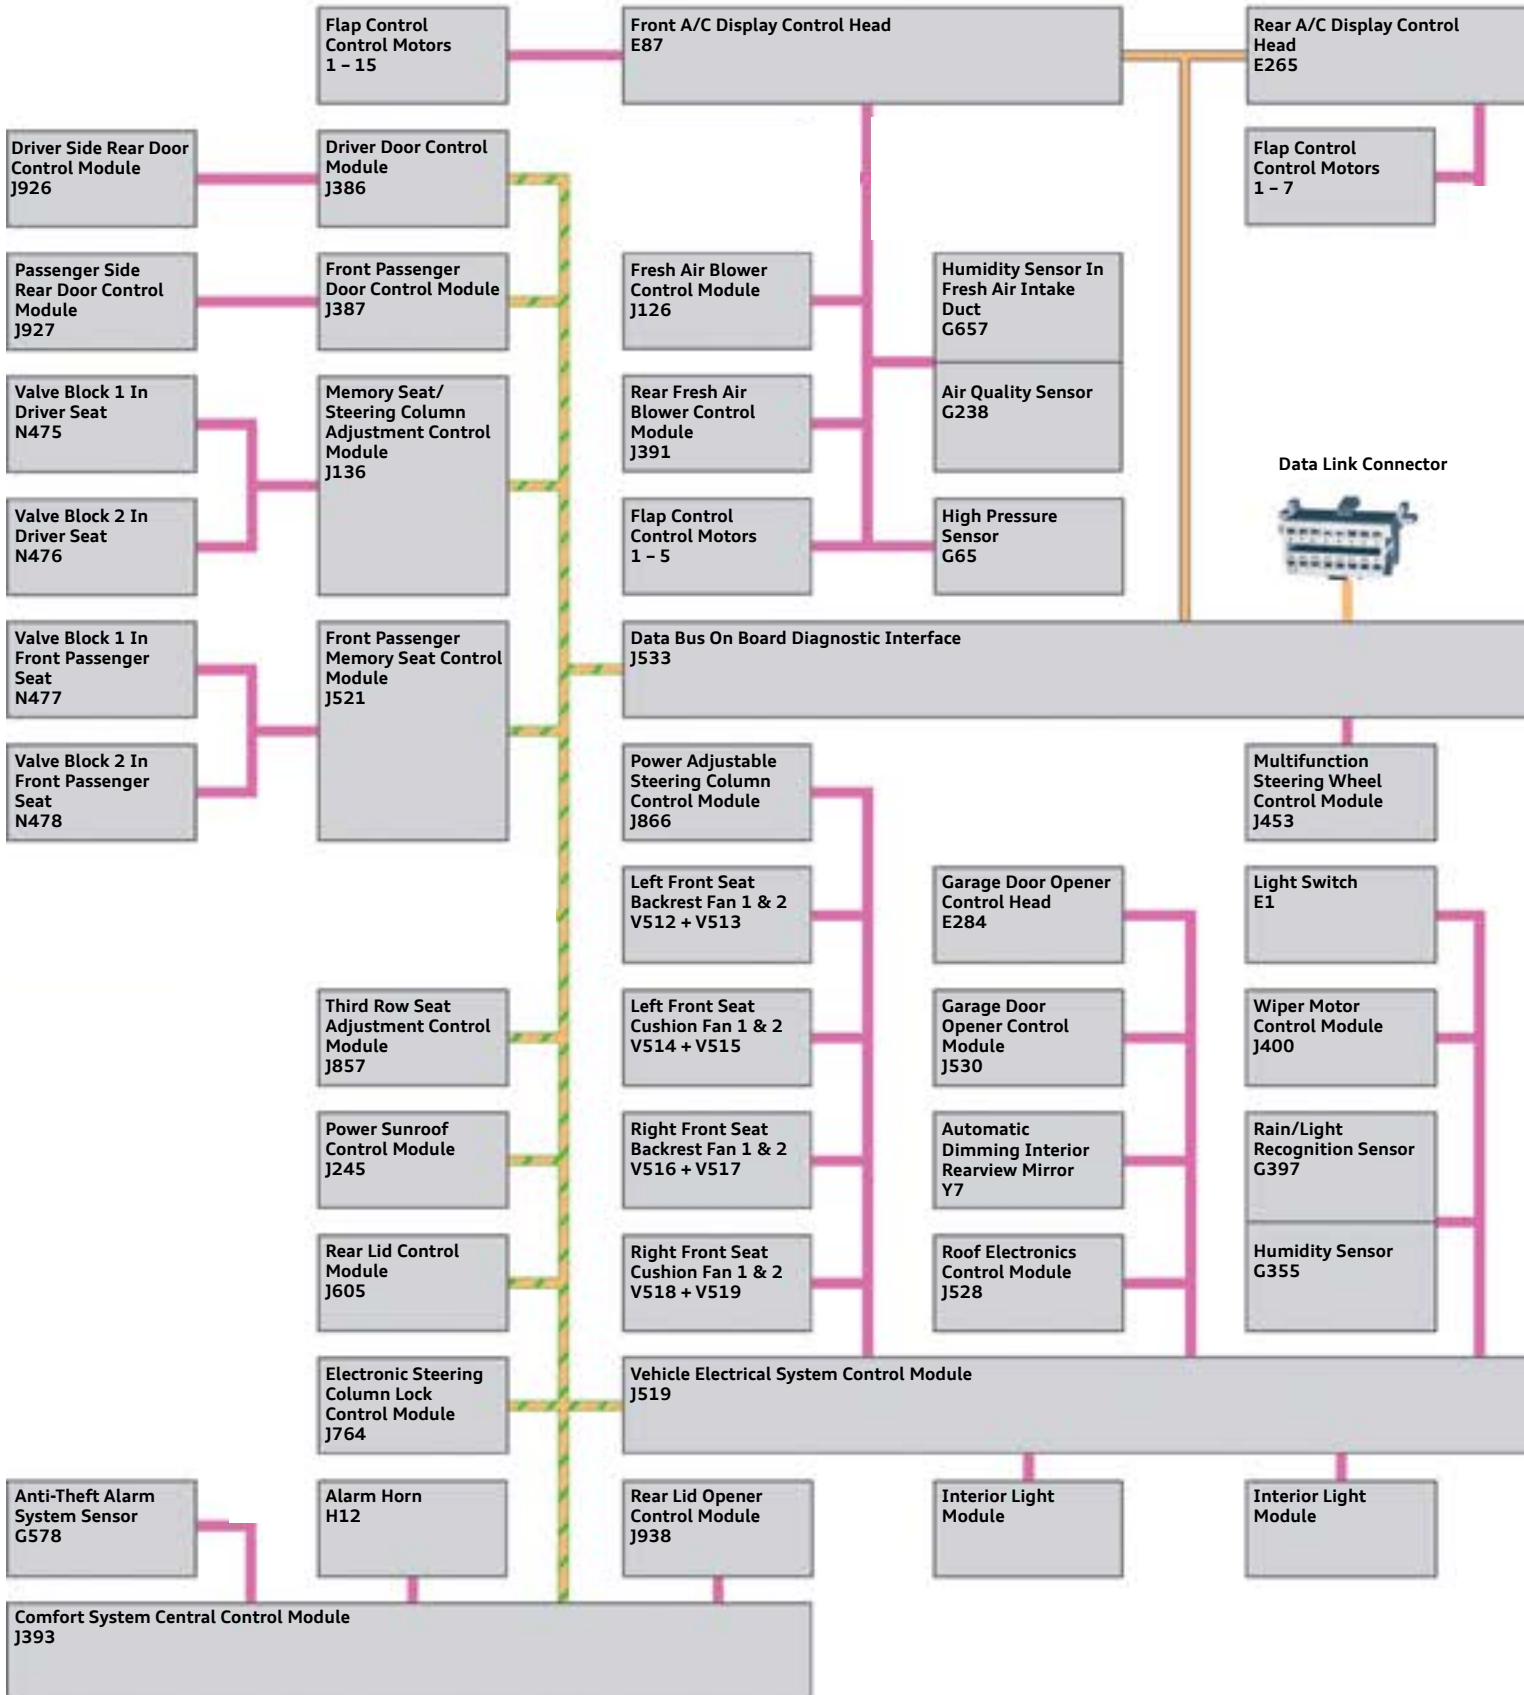 Flap Control
Control Motors
1 – 15
Front A/C Display Control Head
E87
Rear A/C Display Control
Head
E265
Driver Side Rear Door
Control Module
J926
Driver Door Control
Module
J386
Flap Control
Control Motors
1 – 7
Passenger Side
Rear Door Control
Module
J927
Front Passenger
Door Control Module
J387
Fresh Air Blower
Control Module
J126
Humidity Sensor In
Fresh Air Intake
Duct
G657
Valve Block 1 In
Driver Seat
N475
Memory Seat/
Steering Column
Adjustment Control
Module
J136
Rear Fresh Air
Blower Control
Module
J391
Air Quality Sensor
G238
Data Link Connector
Valve Block 2 In
Driver Seat
N476
Flap Control
Control Motors
1 – 5
High Pressure
Sensor
G65
Valve Block 1 In
Front Passenger
Seat
N477
Front Passenger
Memory Seat Control
Module
J521
Data Bus On Board Diagnostic Interface
J533
Valve Block 2 In
Front Passenger
Seat
N478
Power Adjustable
Steering Column
Control Module
J866
Multifunction
Steering Wheel
Control Module
J453
Left Front Seat
Backrest Fan 1 & 2
V512 + V513
Garage Door Opener
Control Head
E284
Light Switch
E1
Third Row Seat
Adjustment Control
Module
J857
Left Front Seat
Cushion Fan 1 & 2
V514 + V515
Garage Door
Opener Control
Module
J530
Wiper Motor
Control Module
J400
Power Sunroof
Control Module
J245
Right Front Seat
Backrest Fan 1 & 2
V516 + V517
Automatic
Dimming Interior
Rearview Mirror
Y7
Rain/Light
Recognition Sensor
G397
Rear Lid Control
Module
J605
Right Front Seat
Cushion Fan 1 & 2
V518 + V519
Roof Electronics
Control Module
J528
Humidity Sensor
G355
Electronic Steering
Column Lock
Control Module
J764
Vehicle Electrical System Control Module
J519
Anti-Theft Alarm
System Sensor
G578
Alarm Horn
H12
Rear Lid Opener
Control Module
J938
Interior Light
Module
Interior Light
Module
Comfort System Central Control Module
J393